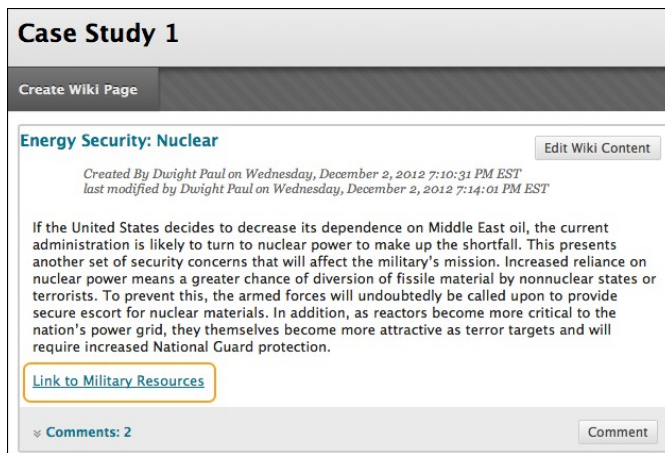 Case Study 1
Create Wiki Page
Energy Security: Nuclear
Edit Wiki Content
Created By Dwight Paul on Wednesday, December 2, 2012 7:10:31 PM EST
last modified by Dwight Paul on Wednesday, December 2, 2012 7:14:01 PM EST
If the United States decides to decrease its dependence on Middle East oil, the current
administration is likely to turn to nuclear power to make up the shortfall. This presents
another set of security concerns that will affect the military's mission. Increased reliance on
nuclear power means a greater chance of diversion of fissile material by nonnuclear states or
terrorists. To prevent this, the armed forces will undoubtedly be called upon to provide
secure escort for nuclear materials. In addition, as reactors become more critical to the
nation's power grid, they themselves become more attractive as terror targets and will
require increased National Guard protection.
Link to Military Resources
Comments: 2
Comment